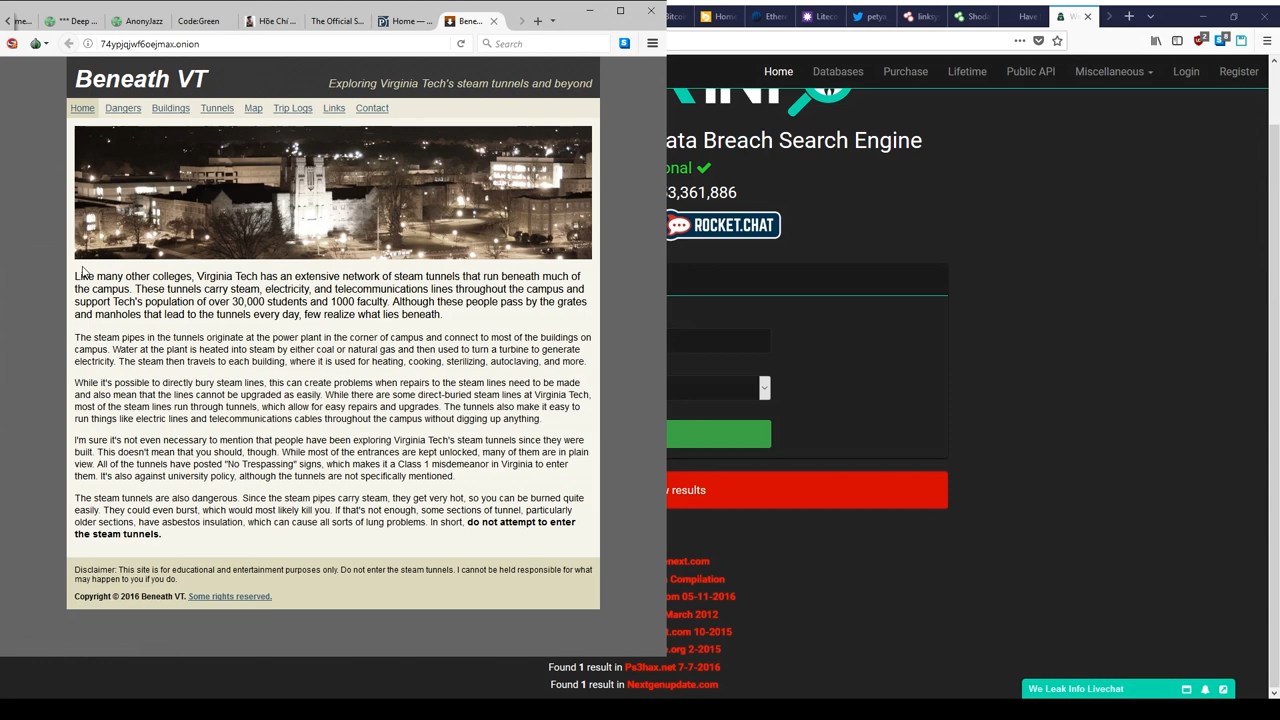 me...
*** Deep ...
AnonyJazz
Code:Green
Hõe Chí ...
The Official S...
Home — ...
Bene...
74ypjqjwf6oejmax.onion
Search
Beneath VT
Exploring Virginia Tech's steam tunnels and beyond
Home Dangers Buildings Tunnels Map Trip Logs Links Contact
Like many other colleges, Virginia Tech has an extensive network of steam tunnels that run beneath much of
the campus. These tunnels carry steam, electricity, and telecommunications lines throughout the campus and
support Tech's population of over 30,000 students and 1000 faculty. Although these people pass by the grates
and manholes that lead to the tunnels every day, few realize what lies beneath.
The steam pipes in the tunnels originate at the power plant in the corner of campus and connect to most of the buildings on
campus. Water at the plant is heated into steam by either coal or natural gas and then used to turn a turbine to generate
electricity. The steam then travels to each building, where it is used for heating, cooking, sterilizing, autoclaving, and more.
While it's possible to directly bury steam lines, this can create problems when repairs to the steam lines need to be made
and also mean that the lines cannot be upgraded as easily. While there are some direct-buried steam lines at Virginia Tech,
most of the steam lines run through tunnels, which allow for easy repairs and upgrades. The tunnels also make it easy to
run things like electric lines and telecommunications cables throughout the campus without digging up anything.
I'm sure it's not even necessary to mention that people have been exploring Virginia Tech's steam tunnels since they were
built. This doesn't mean that you should, though. While most of the entrances are kept unlocked, many of them are in plain
view. All of the tunnels have posted "No Trespassing" signs, which makes it a Class 1 misdemeanor in Virginia to enter
them. It's also against university policy, although the tunnels are not specifically mentioned.
The steam tunnels are also dangerous. Since the steam pipes carry steam, they get very hot, so you can be burned quite
easily. They could even burst, which would most likely kill you. If that's not enough, some sections of tunnel, particularly
older sections, have asbestos insulation, which can cause all sorts of lung problems. In short, do not attempt to enter
the steam tunnels.
Disclaimer: This site is for educational and entertainment purposes only. Do not enter the steam tunnels. I cannot be held responsible for what
may happen to you if you do.
Copyright © 2016 Beneath VT. Some rights reserved.
Bitcoi
Home
Ethere
Liteco
petya
linksy
Shoda
Have
We
Home Databases Purchase Lifetime Public API Miscellaneous Login Register
ata Breach Search Engine
onal
3,361,886
ROCKET.CHAT
w results
enext.com
Compilation
om 05-11-2016
March 2012
t.com 10-2015
e.org 2-2015
Found 1 result in Ps3hax.net 7-7-2016
Found 1 result in Nextgenupdate.com
We Leak Info Livechat